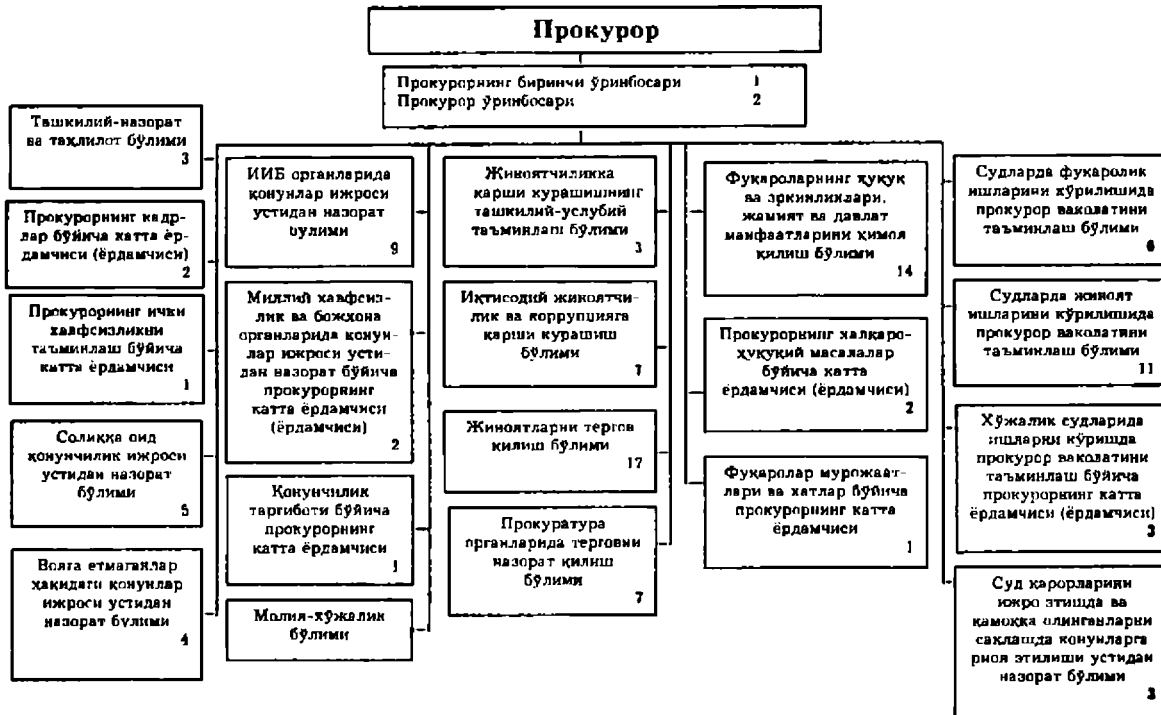 Прокурор
Прокурорнинг биринчи ўринбосари 1
Прокурор ўринбосари 2
Ташкилий-назорат
ва таҳлилот бўлими
3
Прокурорнинг кадр-
лар бўйича катта ёр-
дамчиси (ёрдамчиси)
2
Прокурорнинг ички
хавфсизликни
таъминлаш бўйича
катта ёрдамчиси
1
Солиққа оид
қонунчилик ижроси
устидан назорат
бўлими
5
Вояга етмаганлар
ҳақидаги қонунлар
ижроси устидан
назорат бўлими
4
ИИБ органларида
қонунлар ижроси
устидан назорат
бўлими
9
Миллий хавфсиз-
лик ва божхона
органларида қонун-
лар ижроси усти-
дан назорат бўйича
прокурорнинг
катта ёрдамчиси
(ёрдамчиси)
2
Қонунчилик
тарғиботи бўйича
прокурорнинг
катта ёрдамчиси
1
Молия-хўжалик
бўлими
Жиноятчиликка
қарши курашишнинг
ташкилий-услубий
таъминлаш бўлими
3
Иқтисодий жиноятчи-
лик ва коррупцияга
қарши курашиш
бўлими
7
Жиноятларни тергов
қилиш бўлими
17
Прокуратура
органларида терговни
назорат қилиш
бўлими
7
Фуқароларнинг ҳуқуқ
ва эркинликлари,
жамият ва давлат
манфаатларини ҳимоя
қилиш бўлими
14
Прокурорнинг халқаро-
ҳуқуқий масалалар
бўйича катта
ёрдамчиси (ёрдамчиси)
2
Фуқаролар мурожаат-
лари ва хатлар бўйича
прокурорнинг катта
ёрдамчиси
1
Судларда фуқаролик
ишларини кўрилишида
прокурор ваколатини
таъминлаш бўлими
6
Судларда жиноят
ишларини кўрилишида
прокурор ваколатини
таъминлаш бўлими
11
Хўжалик судларида
ишларни кўришда
прокурор ваколатини
таъминлаш бўйича
прокурорнинг катта
ёрдамчиси (ёрдамчиси)
3
Суд қарорларини
ижро этишда ва
қамоққа олинганларни
сақлашда қонунларга
риоя этилиши устидан
назорат бўлими
3